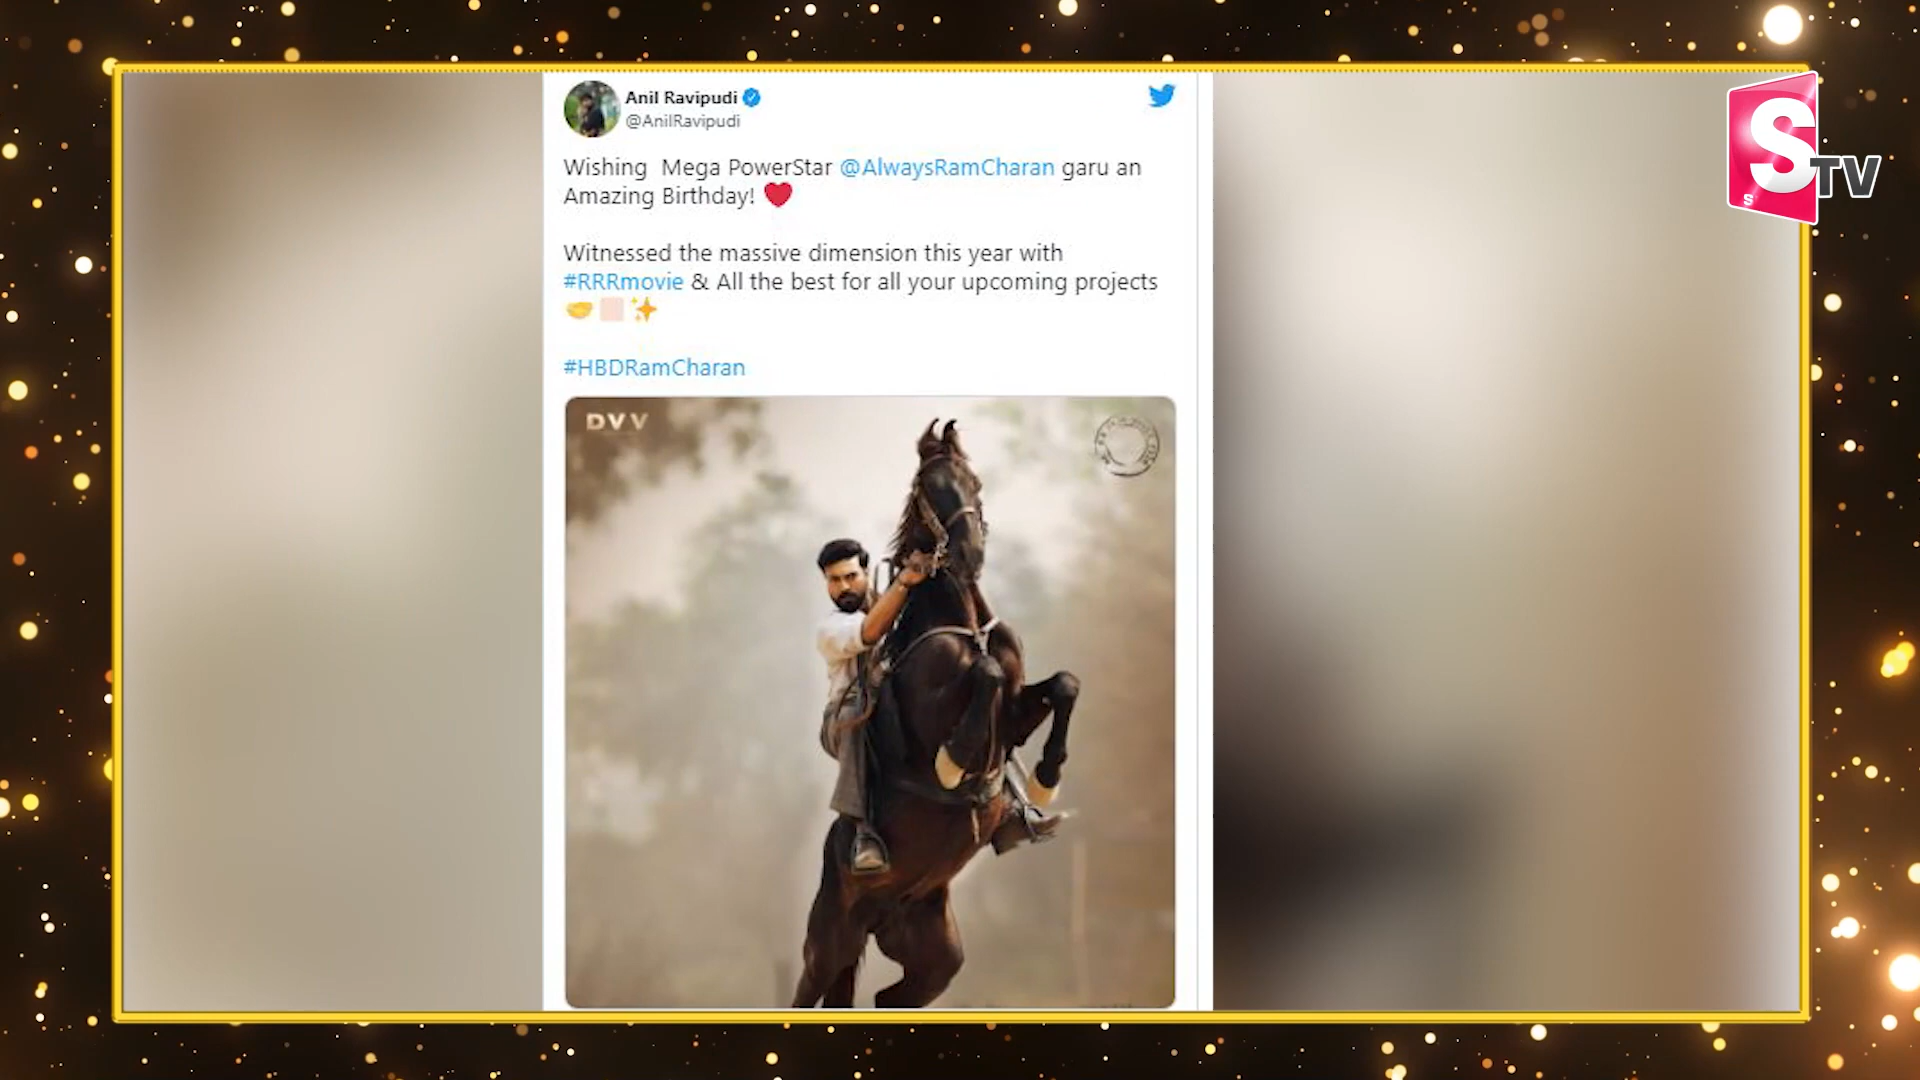 Anil Ravipudi
@AnilRavipudi
Wishing Mega PowerStar @AlwaysRamCharan garu an
Amazing Birthday! ❤️
Witnessed the massive dimension this year with
#RRRmovie & All the best for all your upcoming projects
🤝🏻✨
#HBDRamCharan
DVV
S TV
S